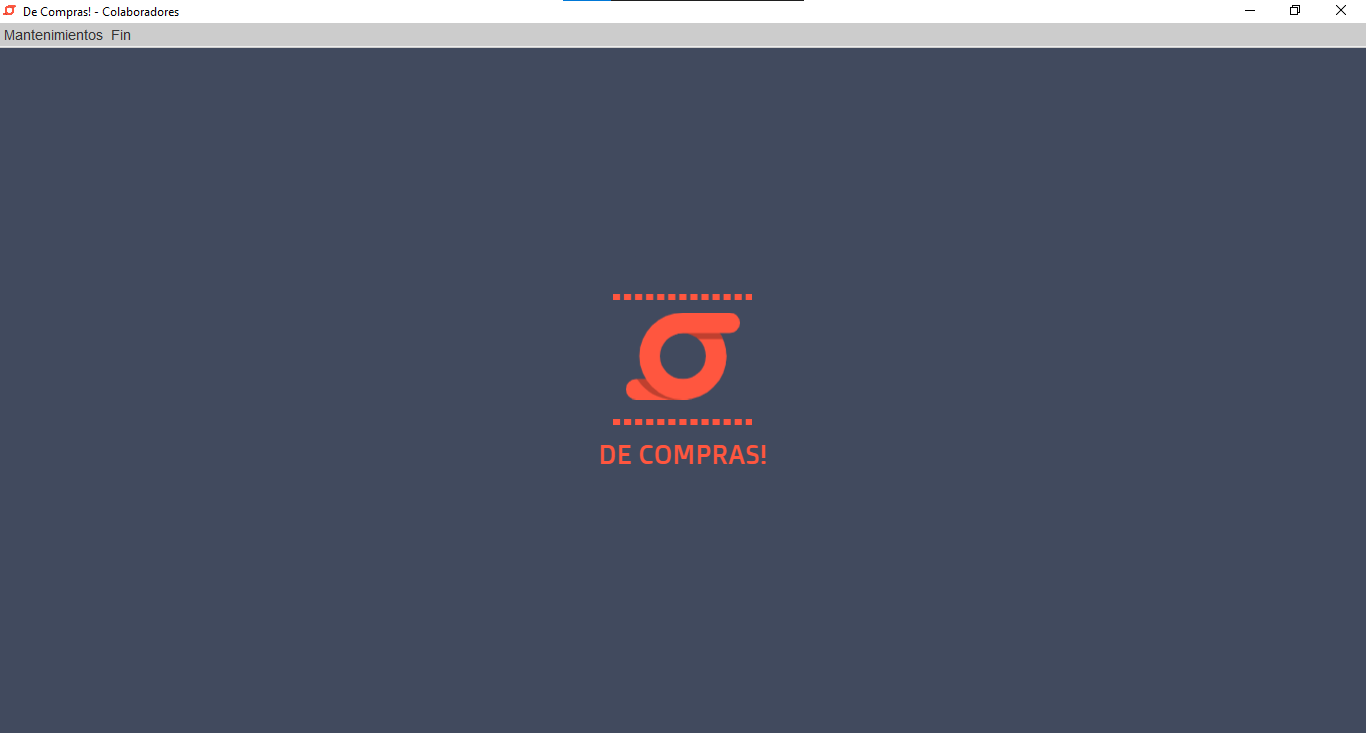 De Compras! - Colaboradores
Mantenimientos Fin
DE COMPRAS!